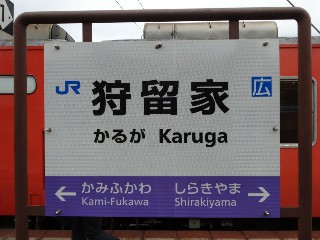 JR 狩留家 広
かるが Karuga
← かみふかわ しらきやま →
Kami-Fukawa Shirakiyama